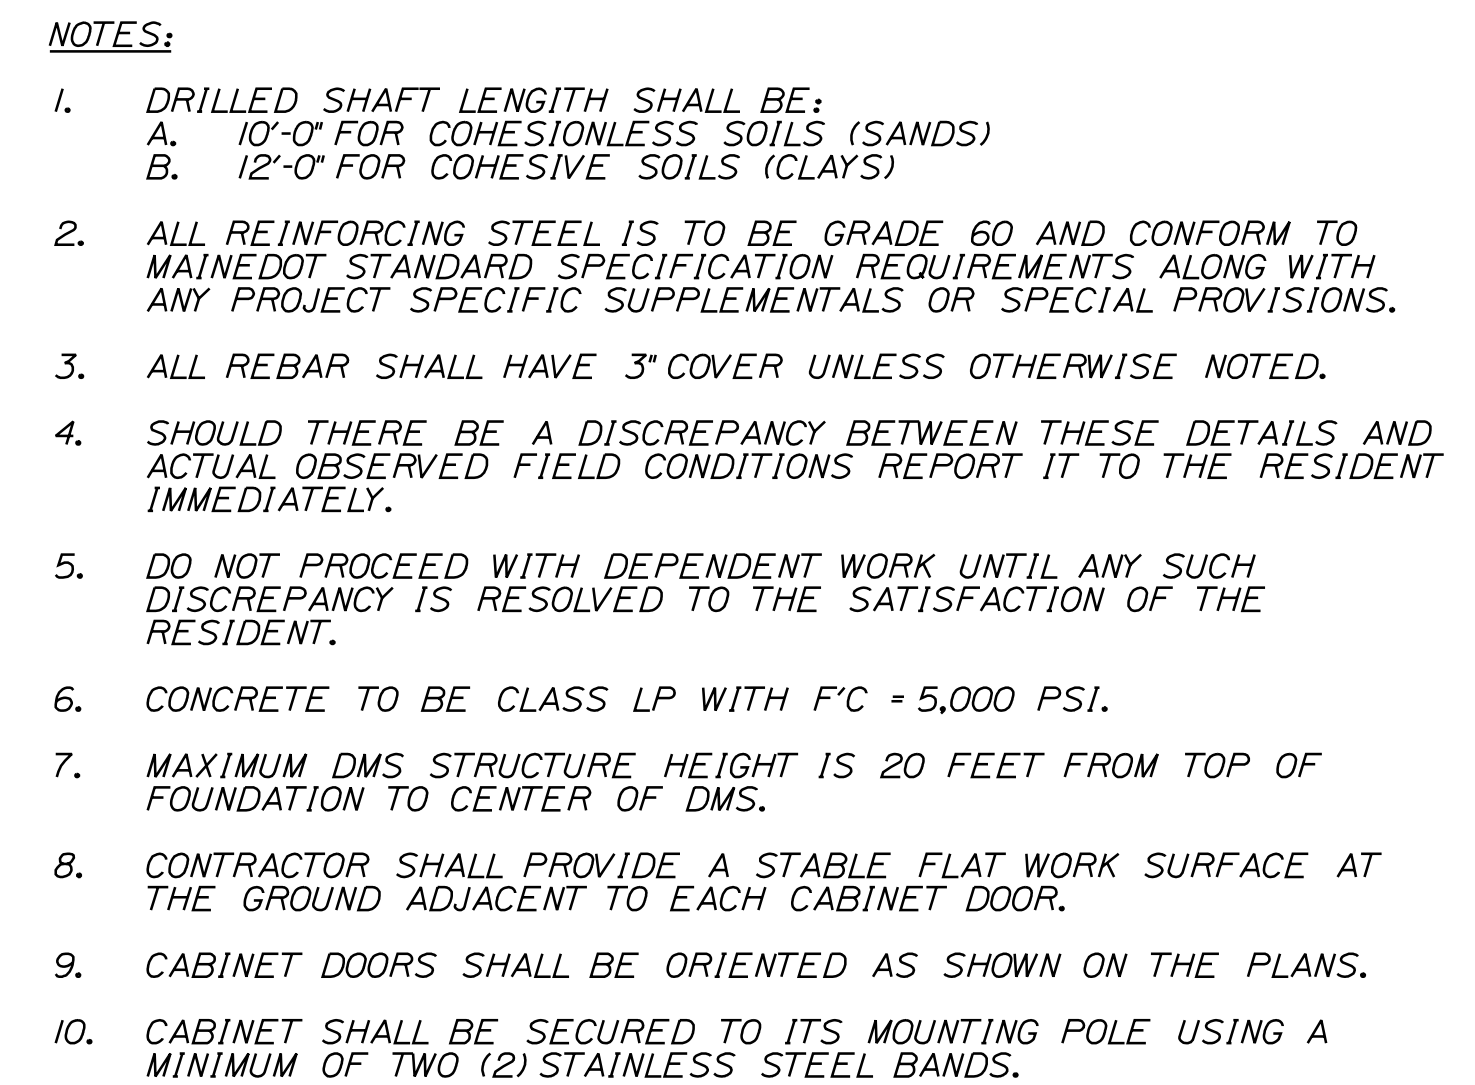 NOTES:
1. DRILLED SHAFT LENGITH SHALL BE:
A. 10'-0" FOR COHESIONLESS SOILS (SANDS)
B. 12'-0" FOR COHESIVE SOILS (CLAYS)
2. ALL REINFORCING STEEL IS TO BE GRADE 60 AND CONFORM TO
MAINEDOT STANDARD SPECIFICATION REQUIREMENTS ALONG WITH
ANY PROJECT SPECIFIC SUPPLEMENTALS OR SPECIAL PROVISIONS.
3. ALL REBAR SHALL HAVE 3" COVER UNLESS OTHERWISE NOTED.
4. SHOULD THERE BE A DISCREPANCY BETWEEN THESE DETAILS AND
ACTUAL OBSERVED FIELD CONDITIONS REPORT IT TO THE RESIDENT
IMMEDIATELY.
5. DO NOT PROCEED WITH DEPENDENT WORK UNTIL ANY SUCH
DISCREPANCY IS RESOLVED TO THE SATISFACTION OF THE
RESIDENT.
6. CONCRETE TO BE CLASS LP WITH F'C = 5,000 PSI.
7. MAXIMUM DMS STRUCTURE HEIGHT IS 20 FEET FROM TOP OF
FOUNDATION TO CENTER OF DMS.
8. CONTRACTOR SHALL PROVIDE A STABLE FLAT WORK SURFACE AT
THE GROUND ADJACENT TO EACH CABINET DOOR.
9. CABINET DOORS SHALL BE ORIENTED AS SHOWN ON THE PLANS.
10. CABINET SHALL BE SECURED TO ITS MOUNTING POLE USING A
MINIMUM OF TWO (2) STAINLESS STEEL BANDS.